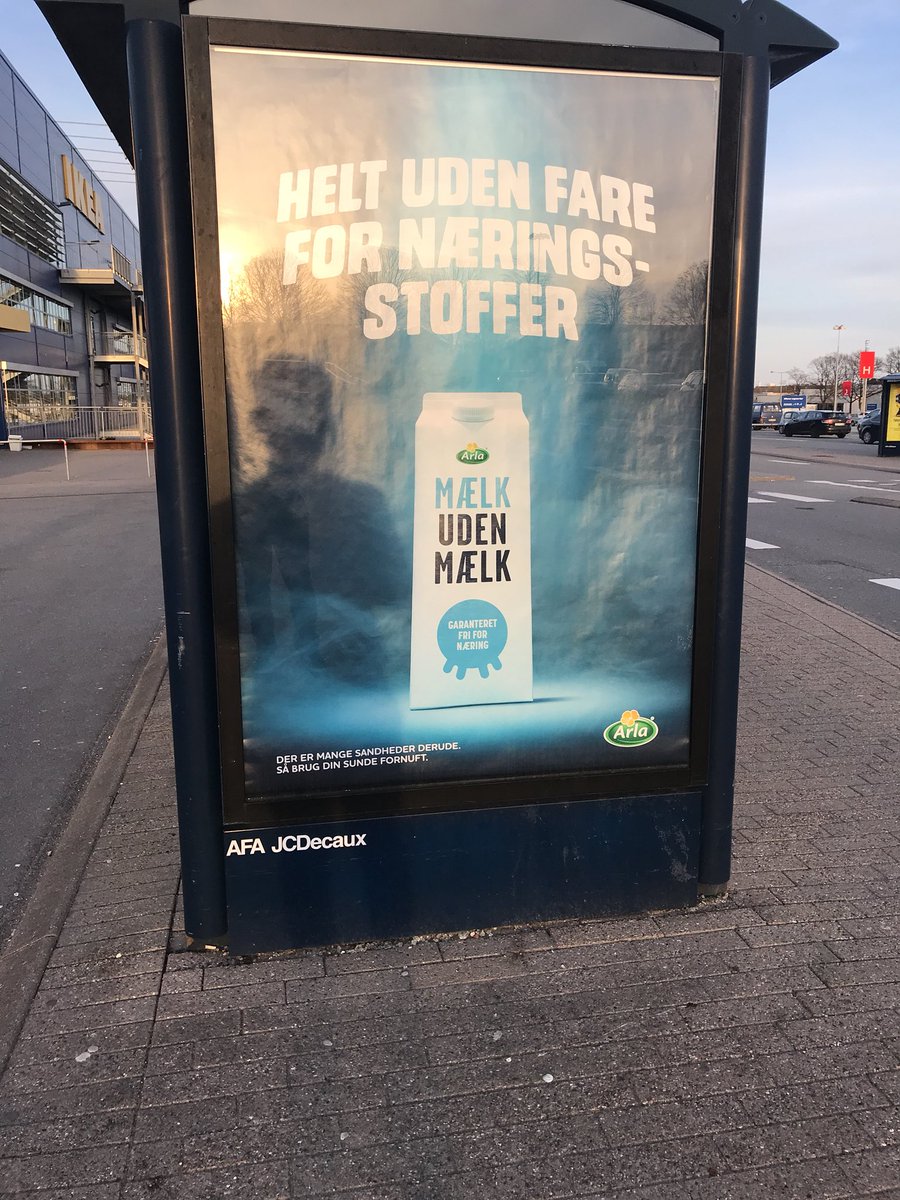 IKEA
HELT UDEN FARE
FOR NÆRINGS-
STOFFER
Arla
MÆLK
UDEN
MÆLK
GARANTERET
FRI FOR
NÆRING
Arla
DER ER MANGE SANDHEDER DERUDE.
SÅ BRUG DIN SUNDE FORNUFT.
AFA JCDecaux
H